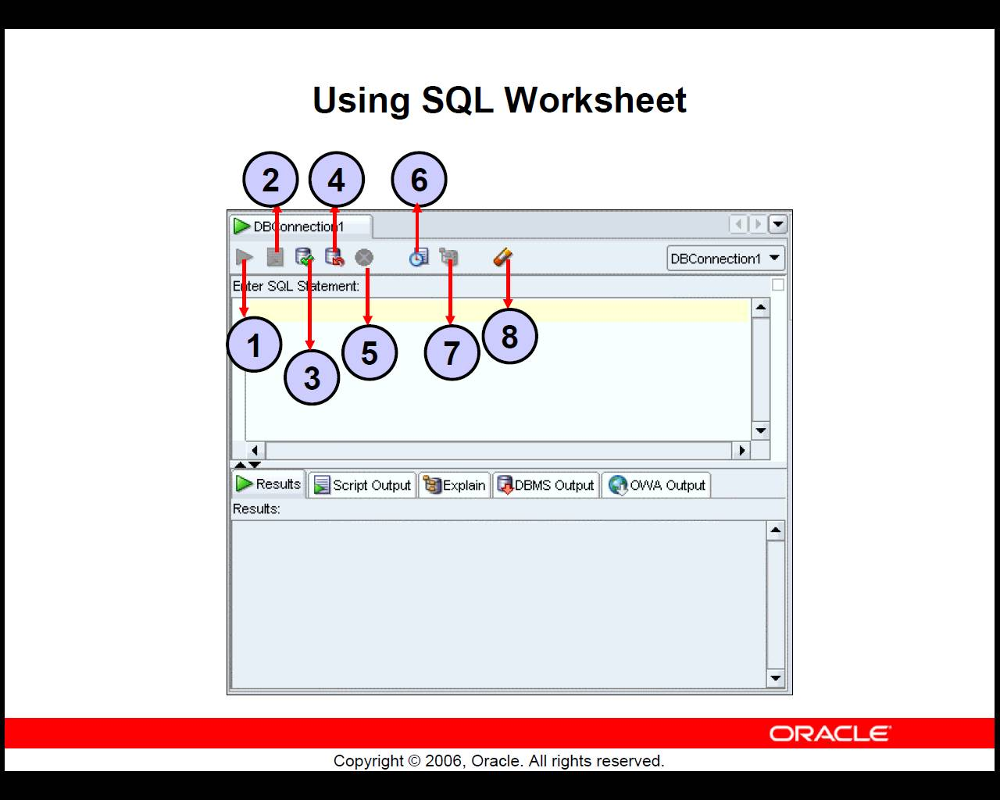 Using SQL Worksheet
2 4 6
DBConnection1
DBConnection1
Enter SQL Statement:
1 3 5 7 8
Results Script Output Explain DBMS Output OWA Output
Results:
ORACLE
Copyright © 2006, Oracle. All rights reserved.